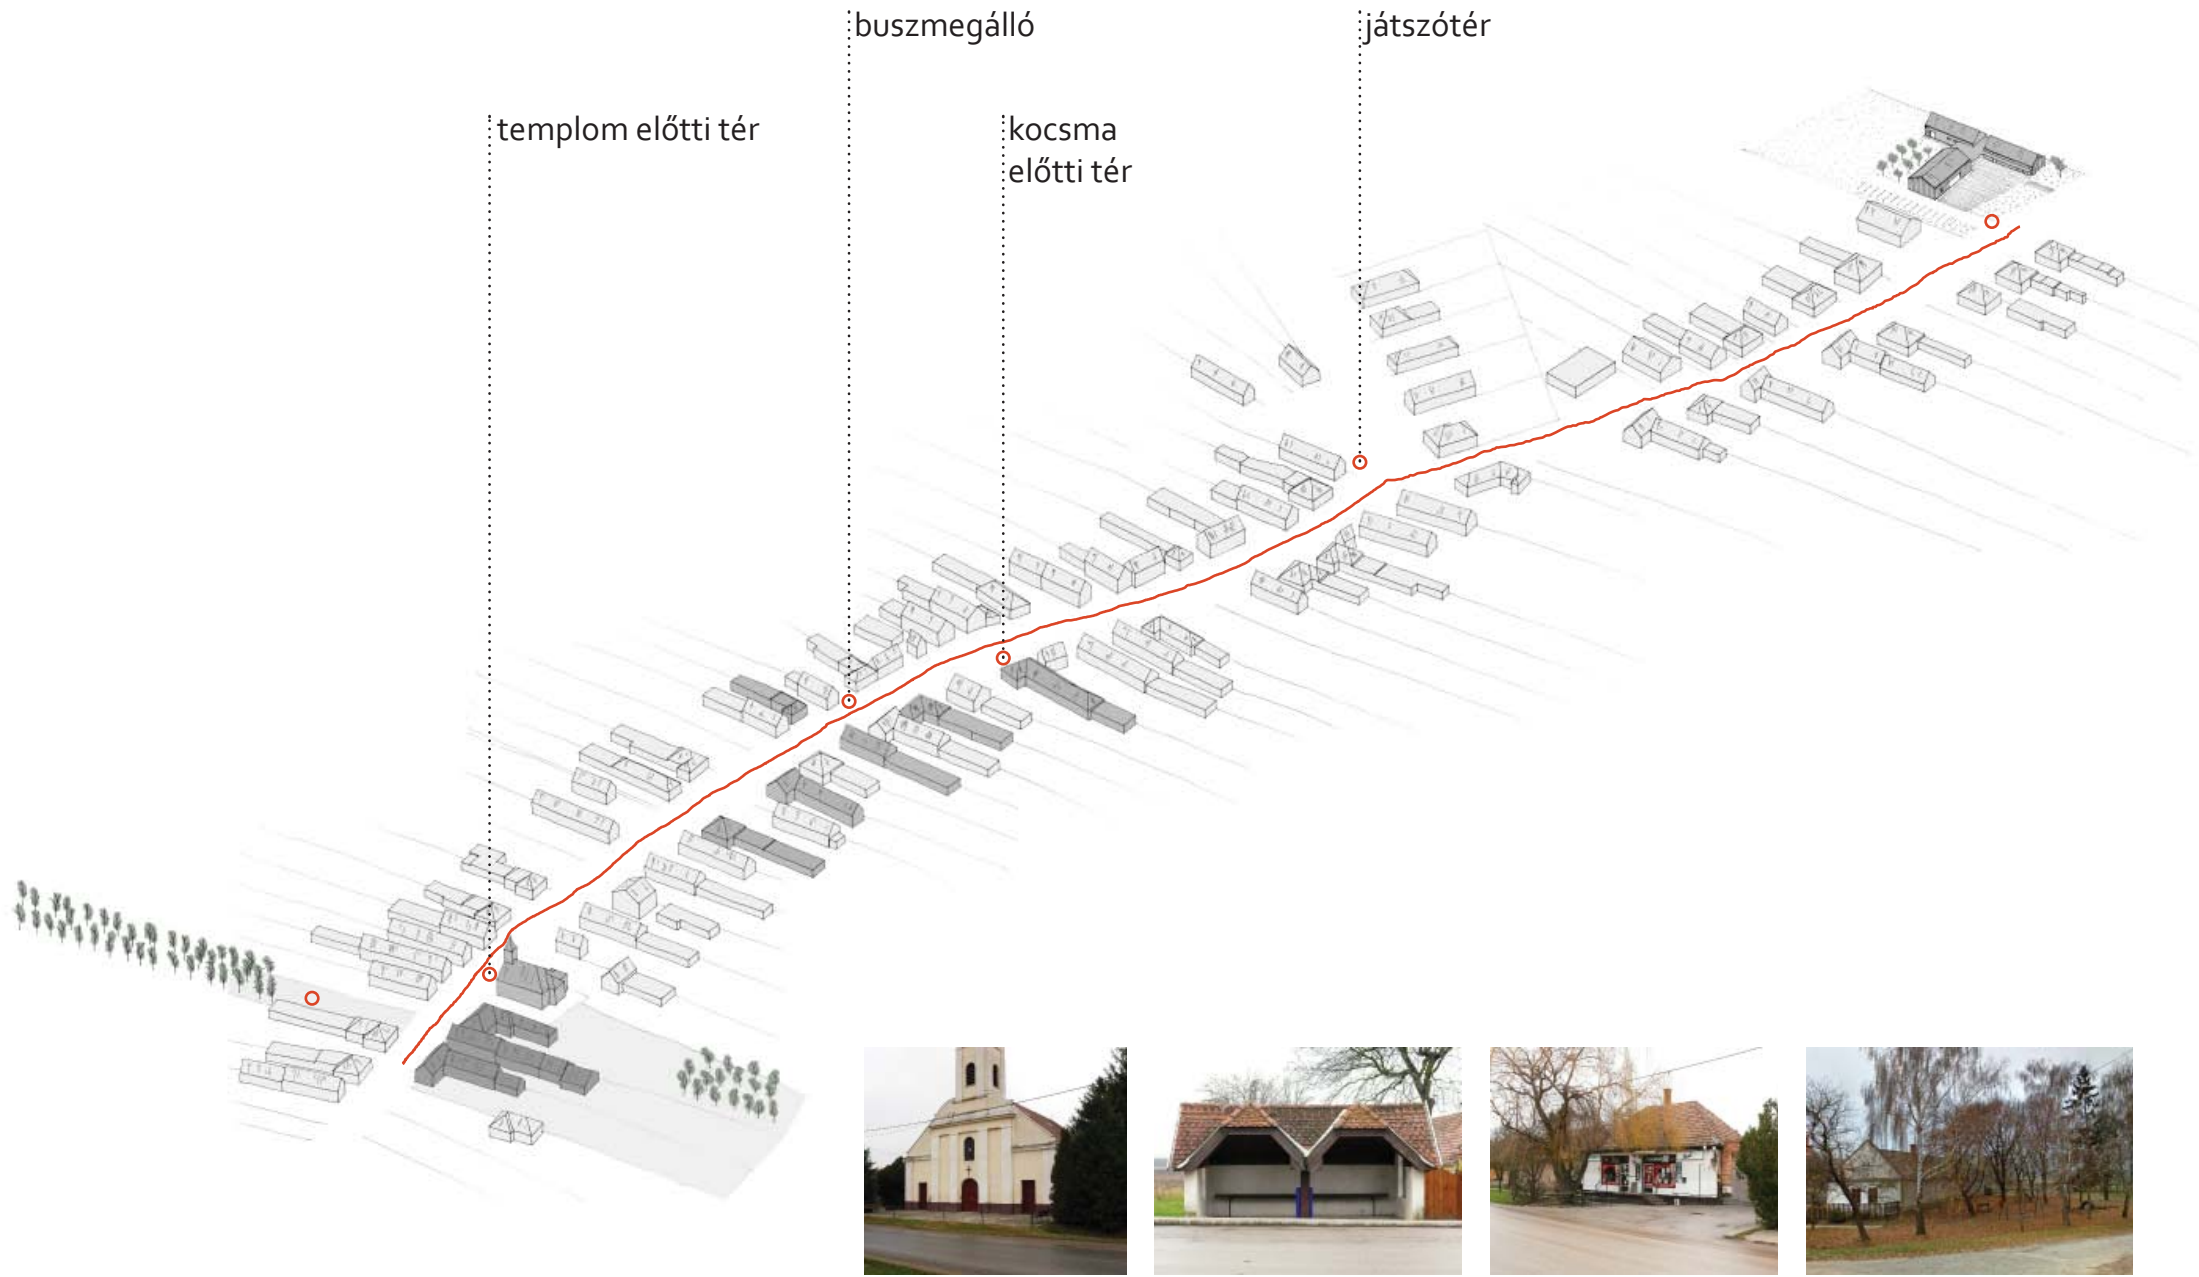 buszmegálló
játszótér
templom előtti tér
kocsma
előtti tér